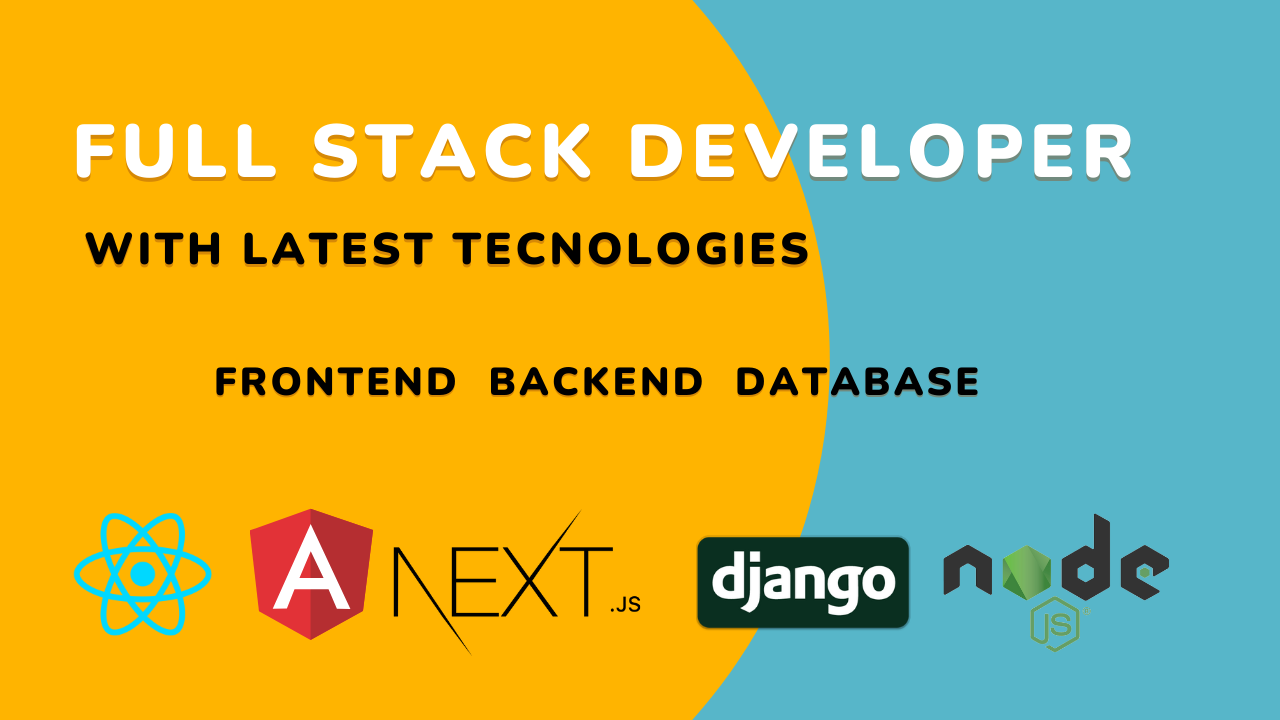 FULL STACK DEVELOPER
WITH LATEST TECNOLOGIES
FRONTEND BACKEND DATABASE
A NEXT.JS django node
JS